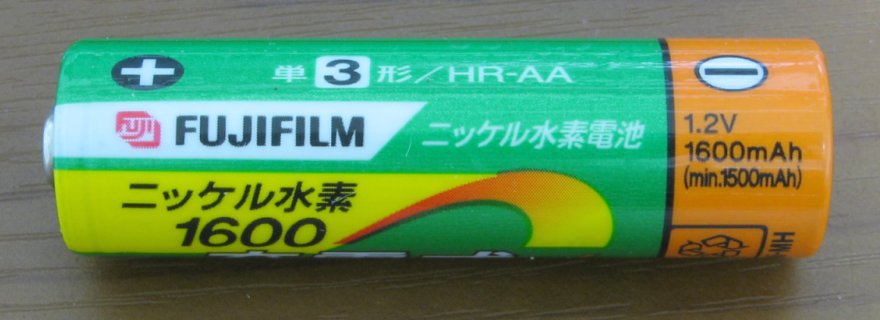 単3形/HR-AA
FUJI FUJIFILM
ニッケル水素電池
ニッケル水素
1600
1.2V
1600mAh
(min.1500mAh)